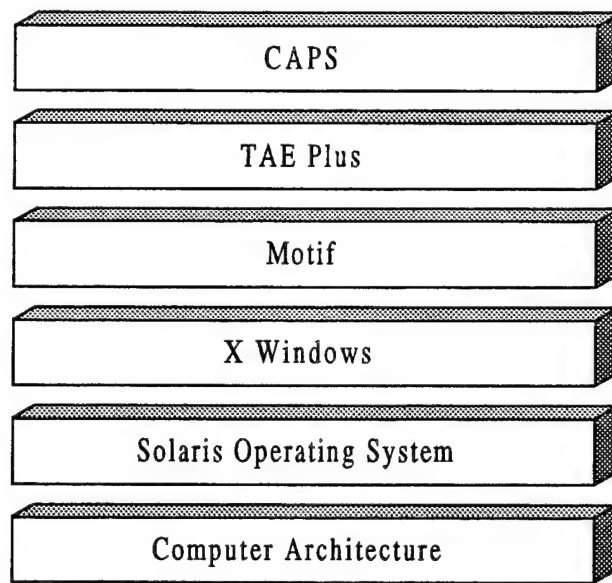 CAPS
TAE Plus
Motif
X Windows
Solaris Operating System
Computer Architecture